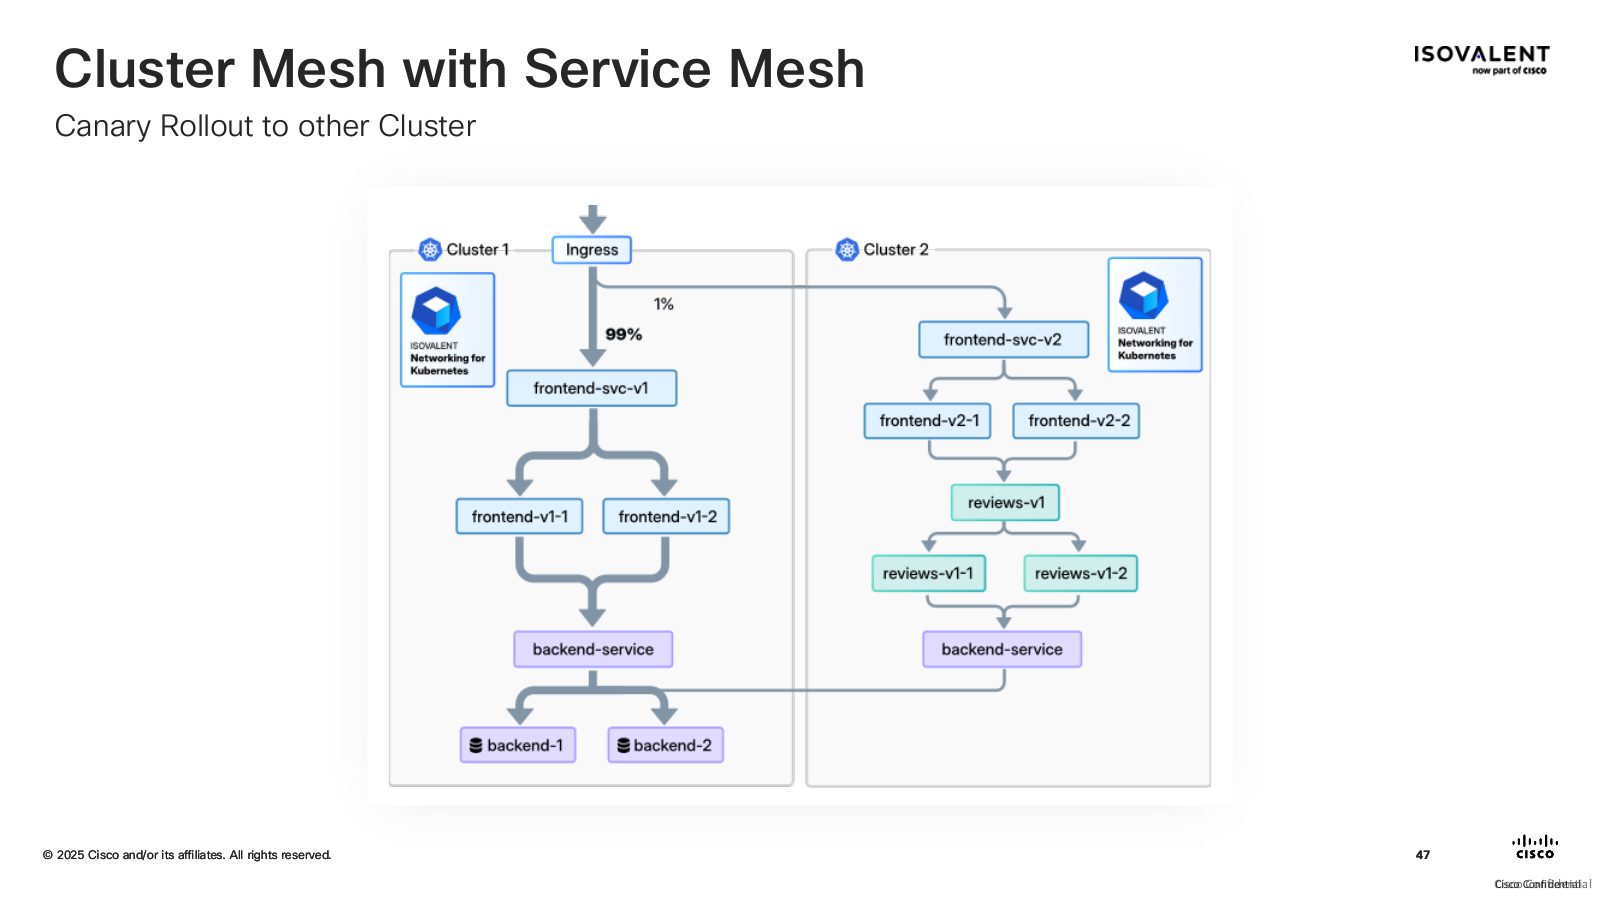 Cluster Mesh with Service Mesh
ISOVALENT
now part of CISCO
Canary Rollout to other Cluster
Cluster 1
Ingress
Cluster 2
1%
99%
ISOVALENT
Networking for
Kubernetes
ISOVALENT
Networking for
Kubernetes
frontend-svc-v1
frontend-v1-1
frontend-v1-2
backend-service
backend-1
backend-2
frontend-svc-v2
frontend-v2-1
frontend-v2-2
reviews-v1
reviews-v1-1
reviews-v1-2
backend-service
© 2025 Cisco and/or its affiliates. All rights reserved.
47
CISCO
Cisco Confidential